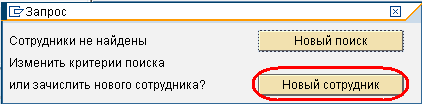 Запрос
Сотрудники не найдены
Новый поиск
Изменить критерии поиска
или зачислить нового сотрудника?
Новый сотрудник